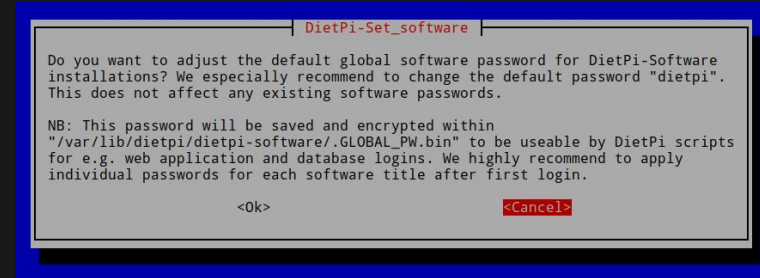 DietPi-Set_software
Do you want to adjust the default global software password for DietPi-Software
installations? We especially recommend to change the default password "dietpi".
This does not affect any existing software passwords.
NB: This password will be saved and encrypted within
"/var/lib/dietpi/dietpi-software/.GLOBAL_PW.bin" to be useable by DietPi scripts
for e.g. web application and database logins. We highly recommend to apply
individual passwords for each software title after first login.
<Ok> <Cancel>